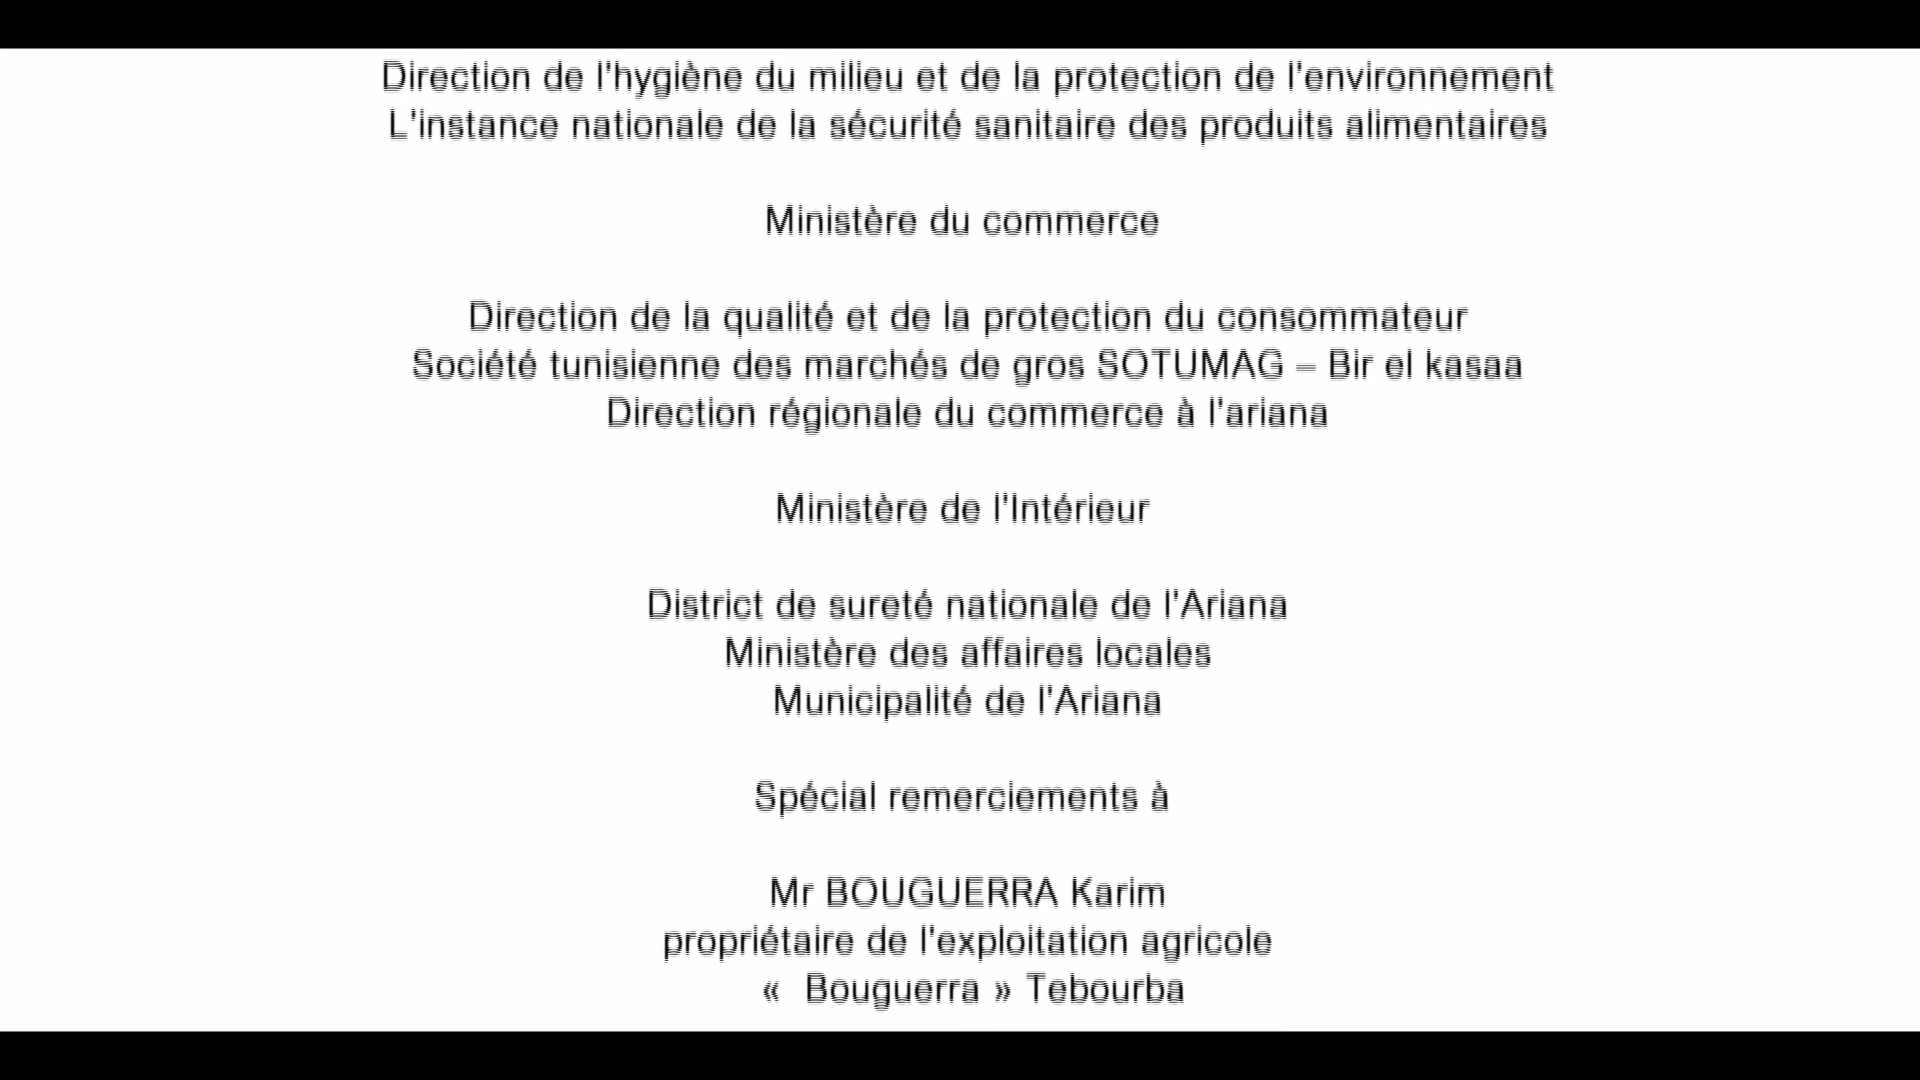 Direction de l'hygiène du milieu et de la protection de l'environnement
L'instance nationale de la sécurité sanitaire des produits alimentaires
Ministère du commerce
Direction de la qualité et de la protection du consommateur
Société tunisienne des marchés de gros SOTUMAG – Bir el kasaa
Direction régionale du commerce à l'ariana
Ministère de l'Intérieur
District de sureté nationale de l'Ariana
Ministère des affaires locales
Municipalité de l'Ariana
Spécial remerciements à
Mr BOUGUERRA Karim
propriétaire de l'exploitation agricole
«  Bouguerra » Tebourba